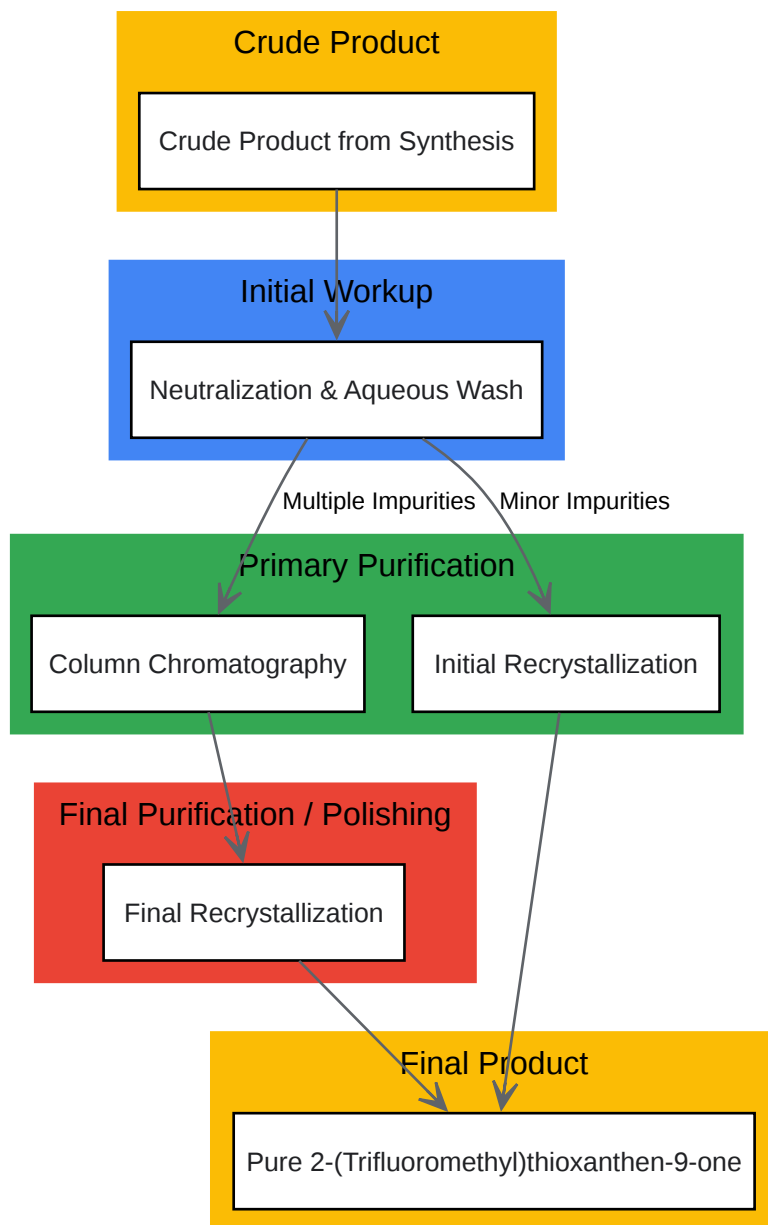 Crude Product
Crude Product from Synthesis
Initial Workup
Neutralization & Aqueous Wash
Multiple Impurities
Minor Impurities
Primary Purification
Column Chromatography
Initial Recrystallization
Final Purification / Polishing
Final Recrystallization
Final Product
Pure 2-(Trifluoromethyl)thioxanthen-9-one